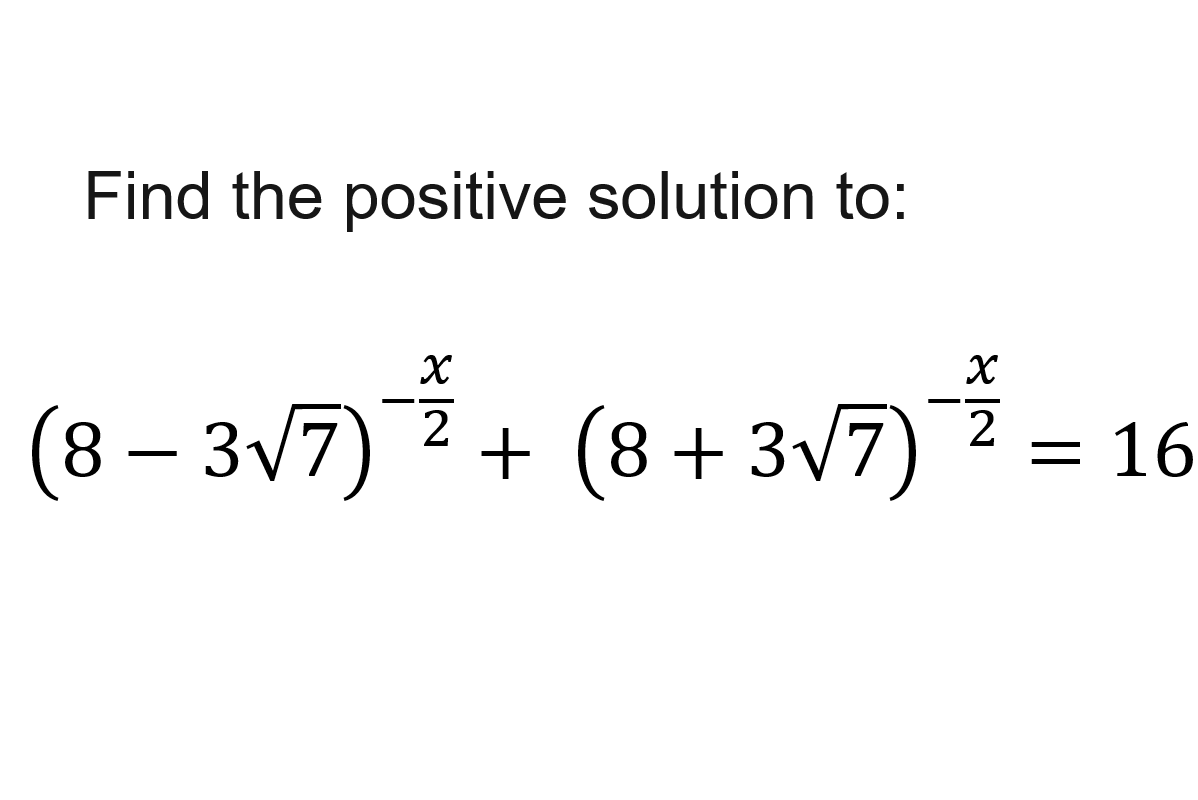 Find the positive solution to:
(8 − 3√7)^(−x/2) + (8 + 3√7)^(−x/2) = 16